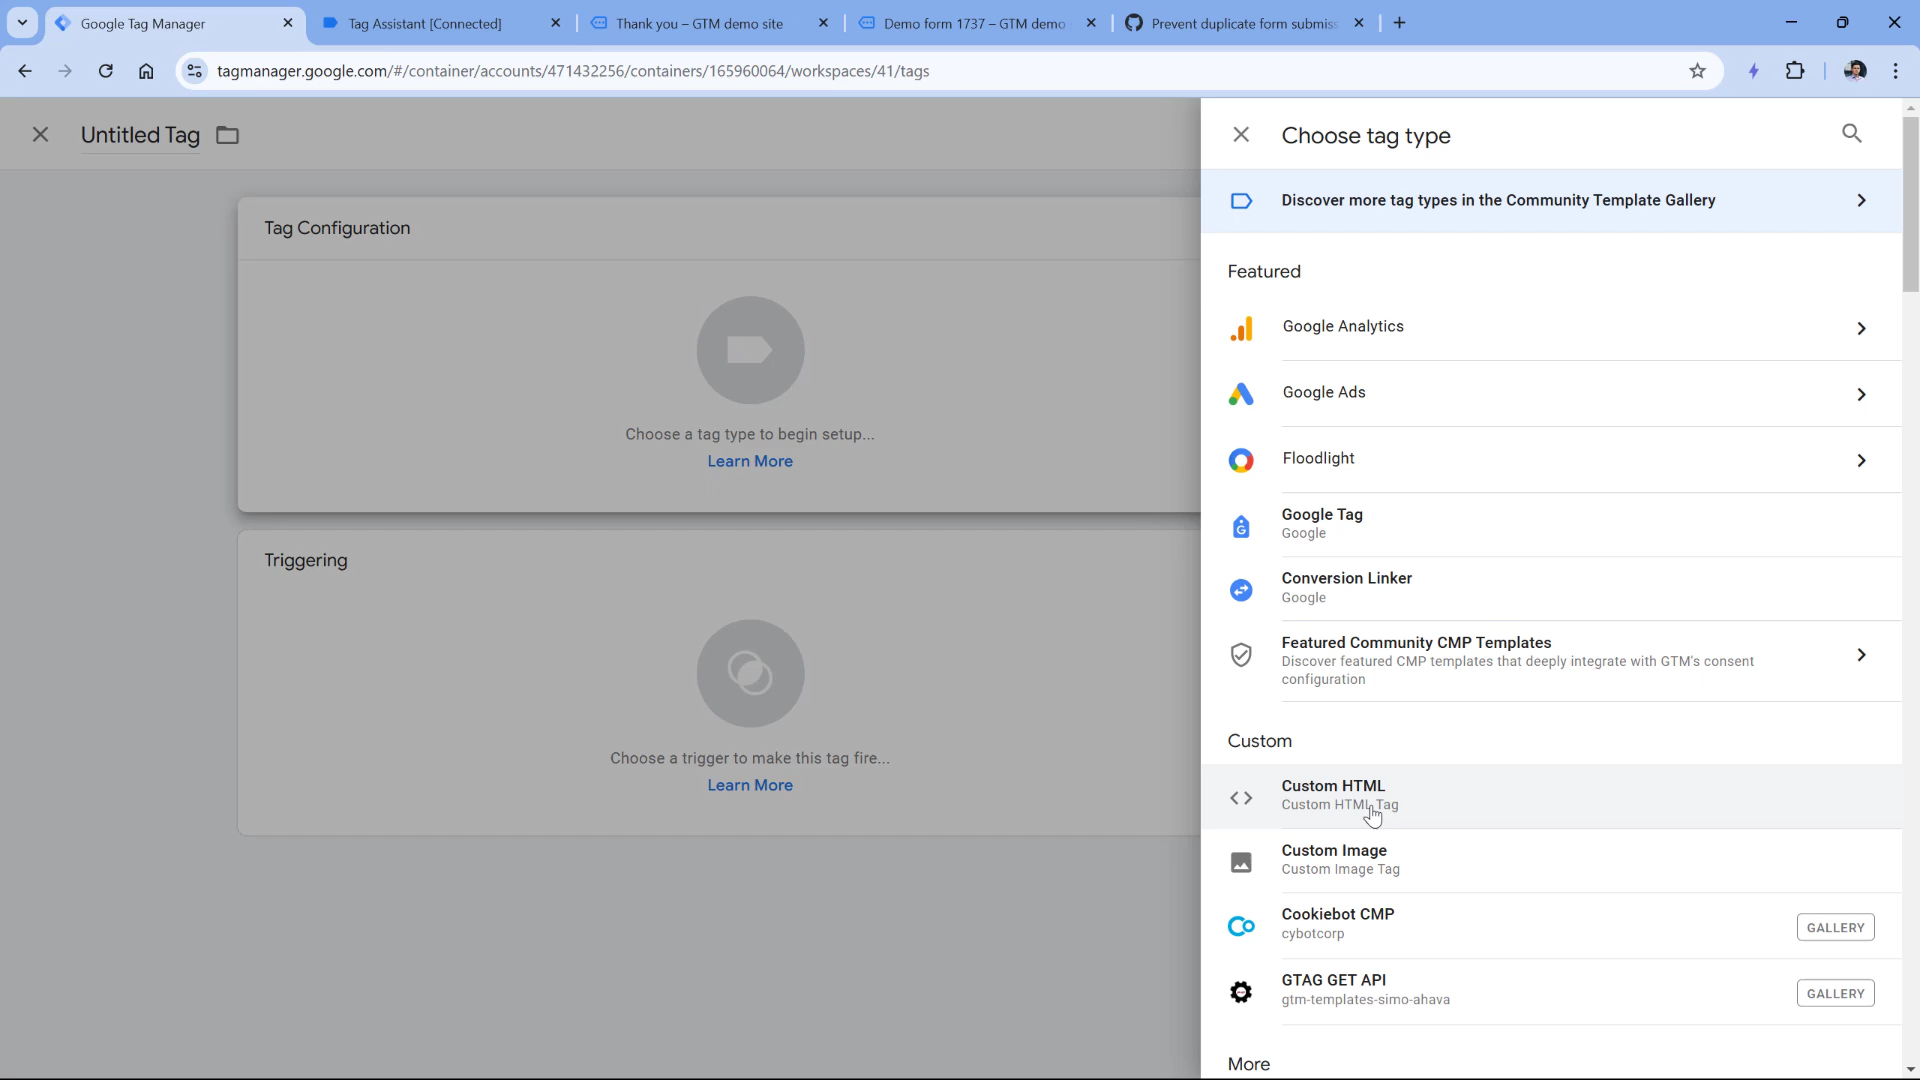 Google Tag Manager
Tag Assistant [Connected]
Thank you – GTM demo site
Demo form 1737 – GTM demo
Prevent duplicate form submiss
tagmanager.google.com/#/container/accounts/471432256/containers/165960064/workspaces/41/tags
Untitled Tag
Choose tag type
Discover more tag types in the Community Template Gallery
Tag Configuration
Featured
Google Analytics
Google Ads
Choose a tag type to begin setup...
Learn More
Floodlight
Google Tag
Google
Triggering
Conversion Linker
Google
Featured Community CMP Templates
Discover featured CMP templates that deeply integrate with GTM's consent
configuration
Choose a trigger to make this tag fire...
Learn More
Custom
Custom HTML
Custom HTML Tag
Custom Image
Custom Image Tag
Cookiebot CMP
cybotcorp
GALLERY
GTAG GET API
gtm-templates-simo-ahava
GALLERY
More